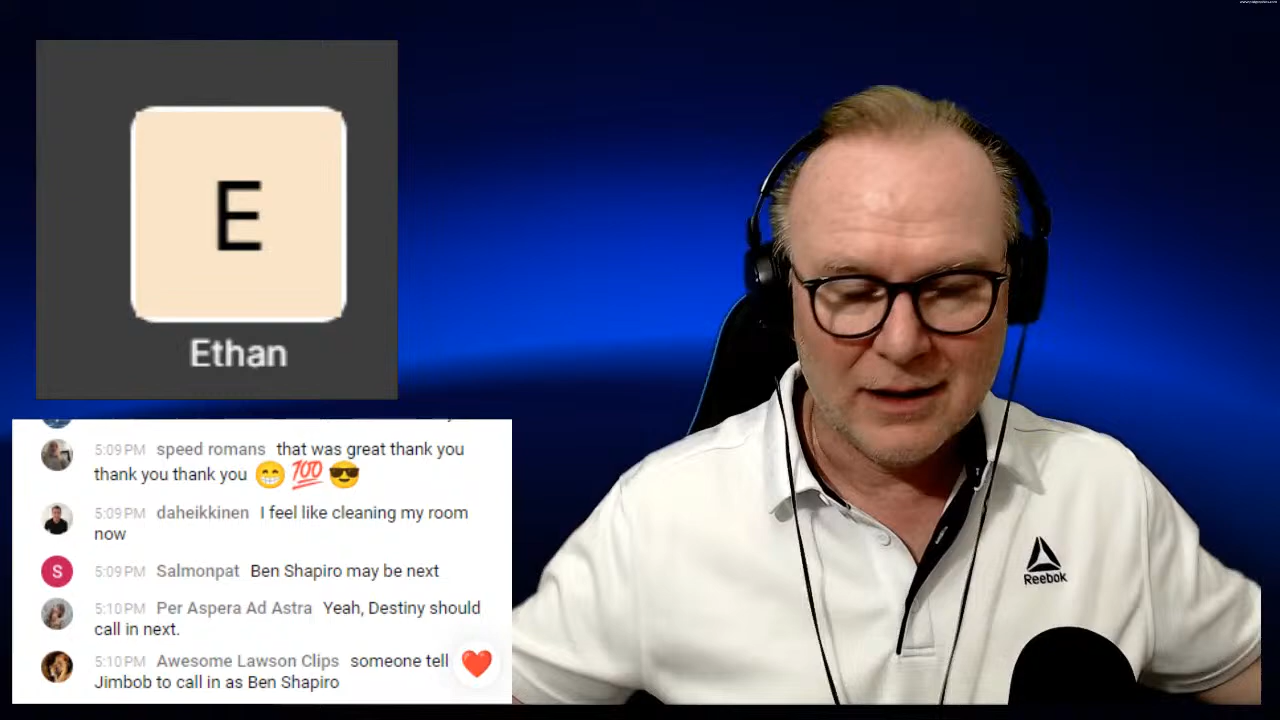 E
Ethan
5:09 PM speed romans that was great thank you
thank you thank you 😁 💯 😎
5:09 PM daheikkinen I feel like cleaning my room
now
S 5:09 PM Salmonpat Ben Shapiro may be next
5:10 PM Per Aspera Ad Astra Yeah, Destiny should
call in next.
5:10 PM Awesome Lawson Clips someone tell
Jimbob to call in as Ben Shapiro
Reebok